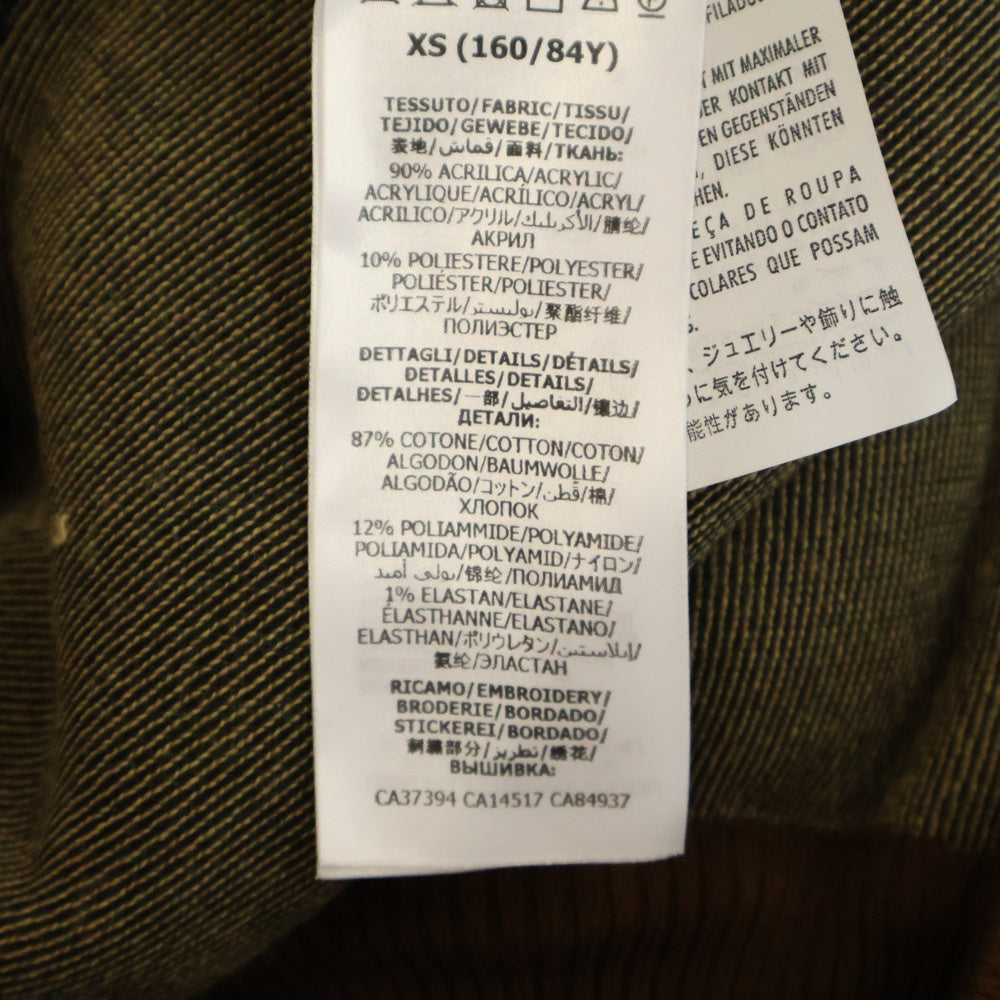 XS (160/84Y)
TESSUTO/FABRIC/TISSU/
TEJIDO/GEWEBE/TECIDO/
表地/قماش/面料/ТКАНЬ:
90% ACRILICA/ACRYLIC/
ACRYLIQUE/ACRÍLICO/ACRYL/
ACRILICO/アクリル/الأكريليك/腈纶/
АКРИЛ
10% POLIESTERE/POLYESTER/
POLIÉSTER/POLIESTER/
ポリエステル/بوليستر/聚酯纤维/
ПОЛИЭСТЕР
DETTAGLI/DETAILS/DÉTAILS/
DETALLES/DETAILS/
DETALHES/一部/التفاصيل/镶边/
ДЕТАЛИ:
87% COTONE/COTTON/COTON/
ALGODON/BAUMWOLLE/
ALGODÃO/コットン/قطن/棉/
ХЛОПОК
12% POLIAMMIDE/POLYAMIDE/
POLIAMIDA/POLYAMID/ナイロン/
بولي أميد/锦纶/ПОЛИАМИД
1% ELASTAN/ELASTANE/
ÉLASTHANNE/ELASTANO/
ELASTHAN/ポリウレタン/إيلاستين/
氨纶/ЭЛАСТАН
RICAMO/EMBROIDERY/
BRODERIE/BORDADO/
STICKEREI/BORDADO/
刺繍部分/تطريز/绣花/
ВЫШИВКА:
CA37394 CA14517 CA84937
MIT MAXIMALER
KONTAKT MIT
GEGENSTÄNDEN
DIESE KÖNNTEN
DE ROUPA
EVITANDO O CONTATO
QUE POSSAM
ジュエリーや飾りに触
に気を付けてください。
能性があります。